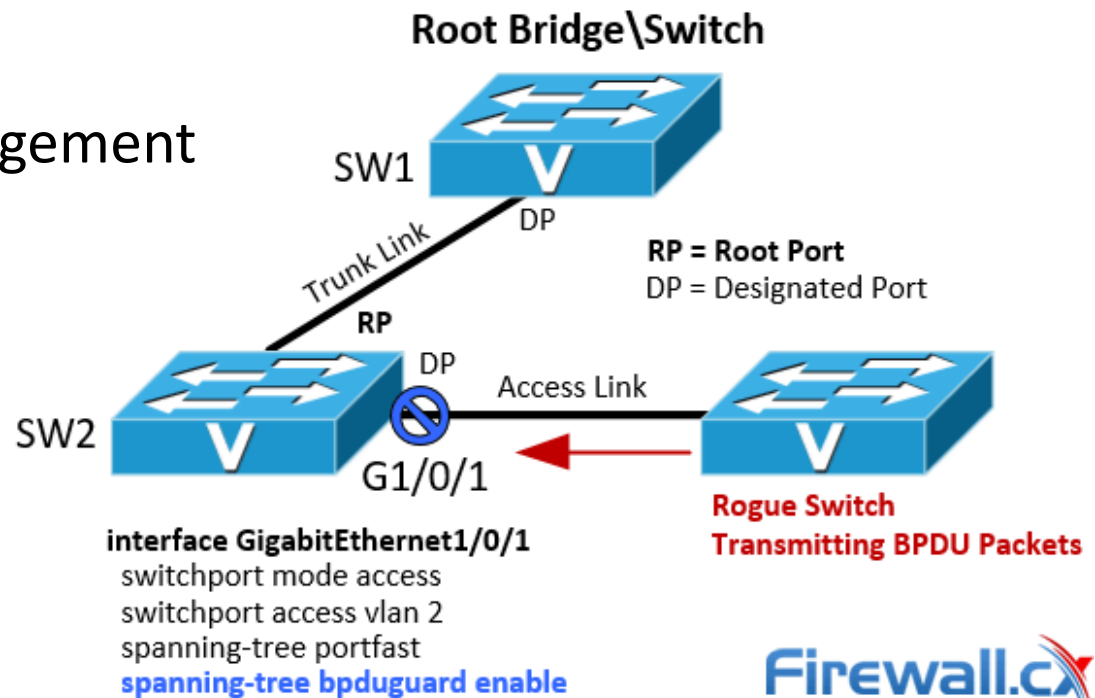 Root Bridge\Switch
gement
SW1
V
DP
Trunk Link
RP = Root Port
DP = Designated Port
RP
DP
Access Link
SW2
V
G1/0/1
V
Rogue Switch
Transmitting BPDU Packets
interface GigabitEthernet1/0/1
switchport mode access
switchport access vlan 2
spanning-tree portfast
spanning-tree bpduguard enable
Firewall.cx